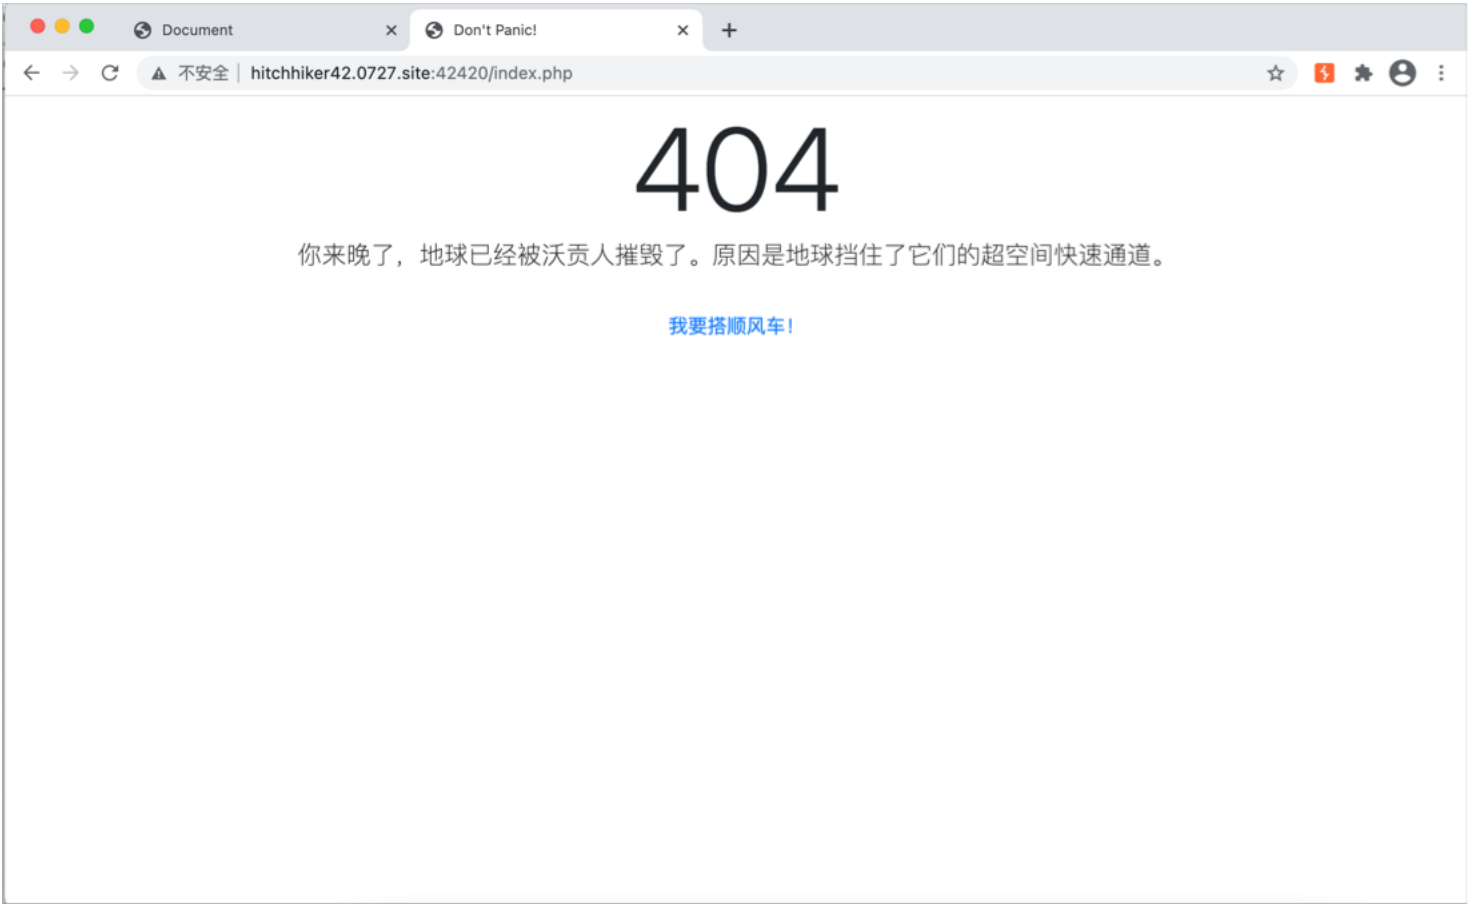 Document
Don't Panic!
不安全 hitchhiker42.0727.site:42420/index.php
404
你来晚了，地球已经被沃贡人摧毁了。原因是地球挡住了它们的超空间快速通道。
我要搭顺风车！